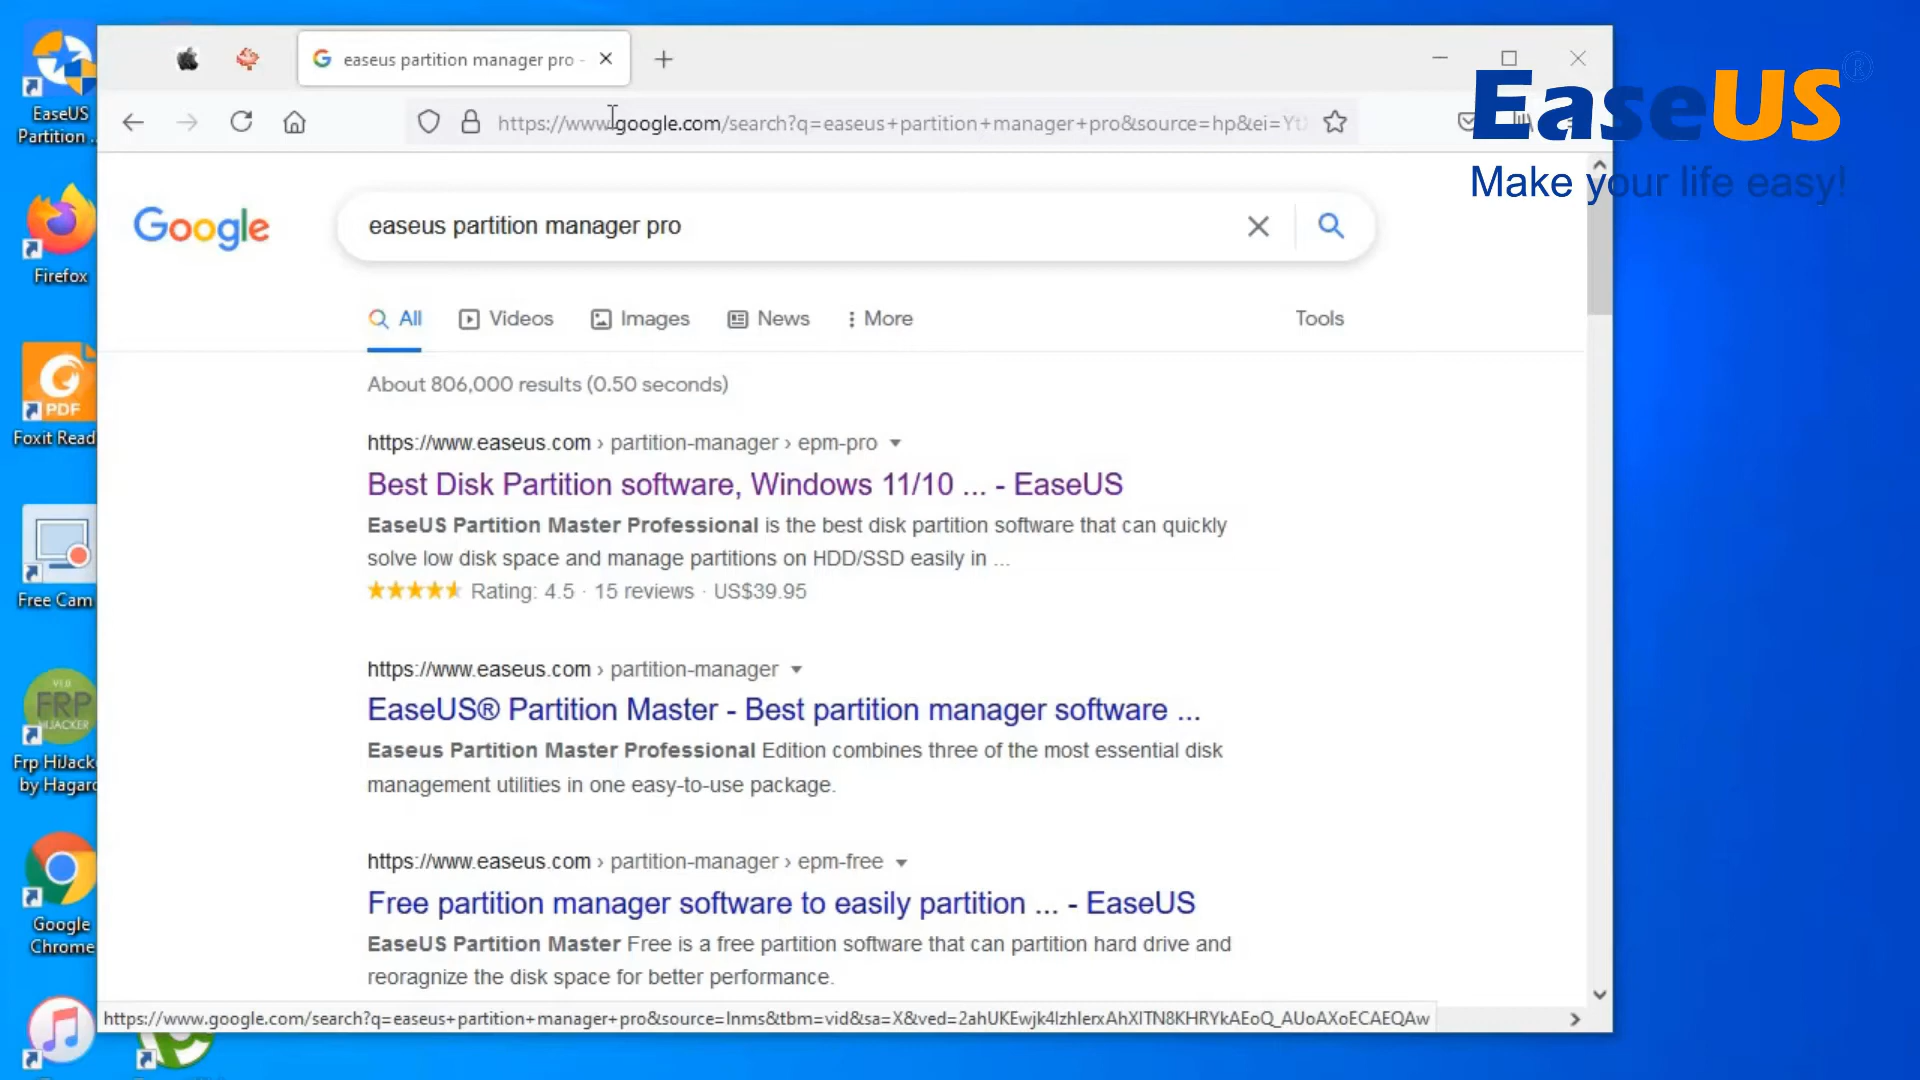 easeus partition manager pro -
https://www.google.com/search?q=easeus+partition+manager+pro&source=hp&ei=Yt
EaseUS®
Make your life easy!
Google
easeus partition manager pro
All
Videos
Images
News
More
Tools
About 806,000 results (0.50 seconds)
https://www.easeus.com › partition-manager › epm-pro
Best Disk Partition software, Windows 11/10 ... - EaseUS
EaseUS Partition Master Professional is the best disk partition software that can quickly
solve low disk space and manage partitions on HDD/SSD easily in ...
Rating: 4.5 · 15 reviews · US$39.95
https://www.easeus.com › partition-manager
EaseUS® Partition Master - Best partition manager software ...
Easeus Partition Master Professional Edition combines three of the most essential disk
management utilities in one easy-to-use package.
https://www.easeus.com › partition-manager › epm-free
Free partition manager software to easily partition ... - EaseUS
EaseUS Partition Master Free is a free partition software that can partition hard drive and
reoragnize the disk space for better performance.
https://www.google.com/search?q=easeus+partition+manager+pro&source=lnms&tbm=vid&sa=X&ved=2ahUKEwjk4lzhlerxAhXITN8KHRYkAEoQ_AUoAXoECAEQAw
EaseUS
Partition ..
Firefox
PDF
Foxit Read
Free Cam
V1.0
FRP
HIJACKER
Frp HiJack
by Hagard
Google
Chrome